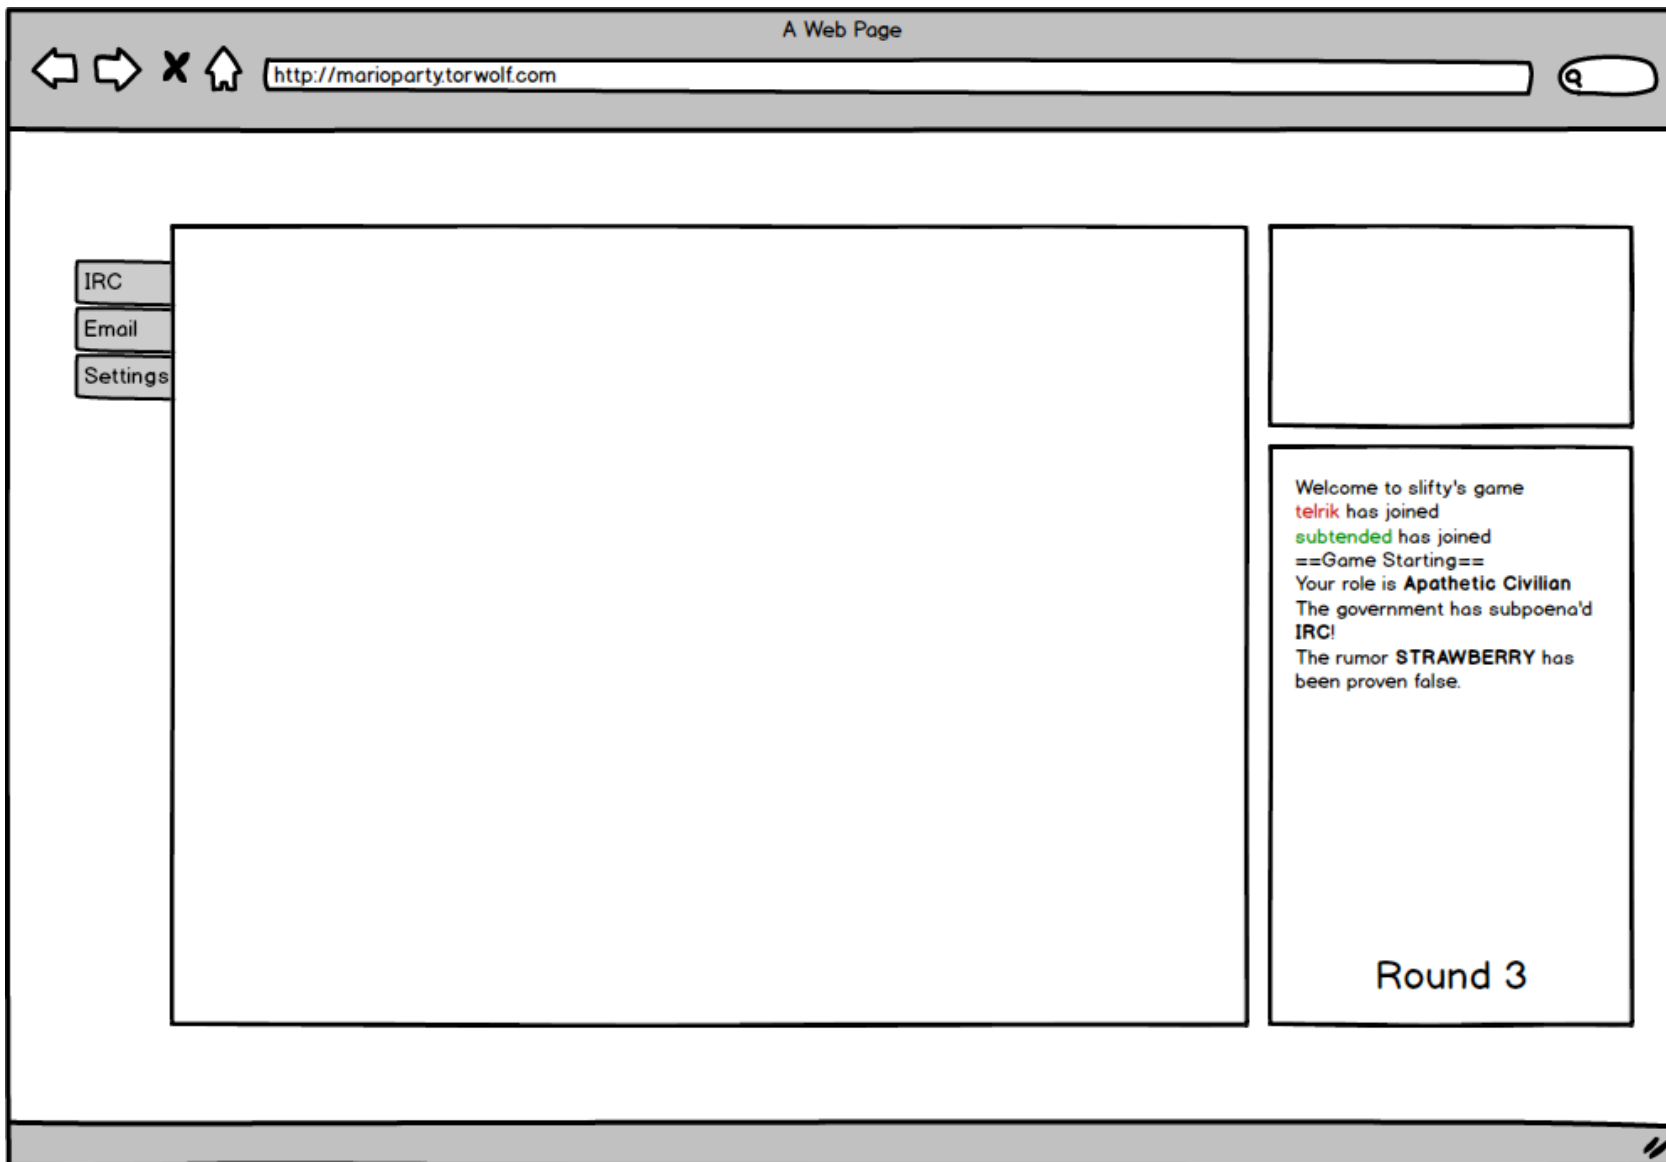 A Web Page
http://marioparty.torwolf.com
IRC
Email
Settings
Welcome to slifty's game
telrik has joined
subtended has joined
==Game Starting==
Your role is Apathetic Civilian
The government has subpoena'd
IRC!
The rumor STRAWBERRY has
been proven false.
Round 3